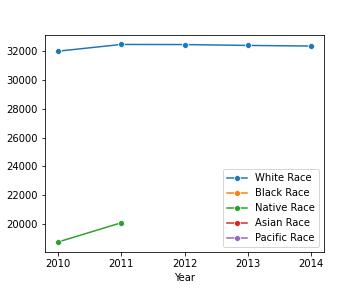 32000
30000
28000
26000
24000
22000
20000
White Race
Black Race
Native Race
Asian Race
Pacific Race
2010 2011 2012 2013 2014
Year